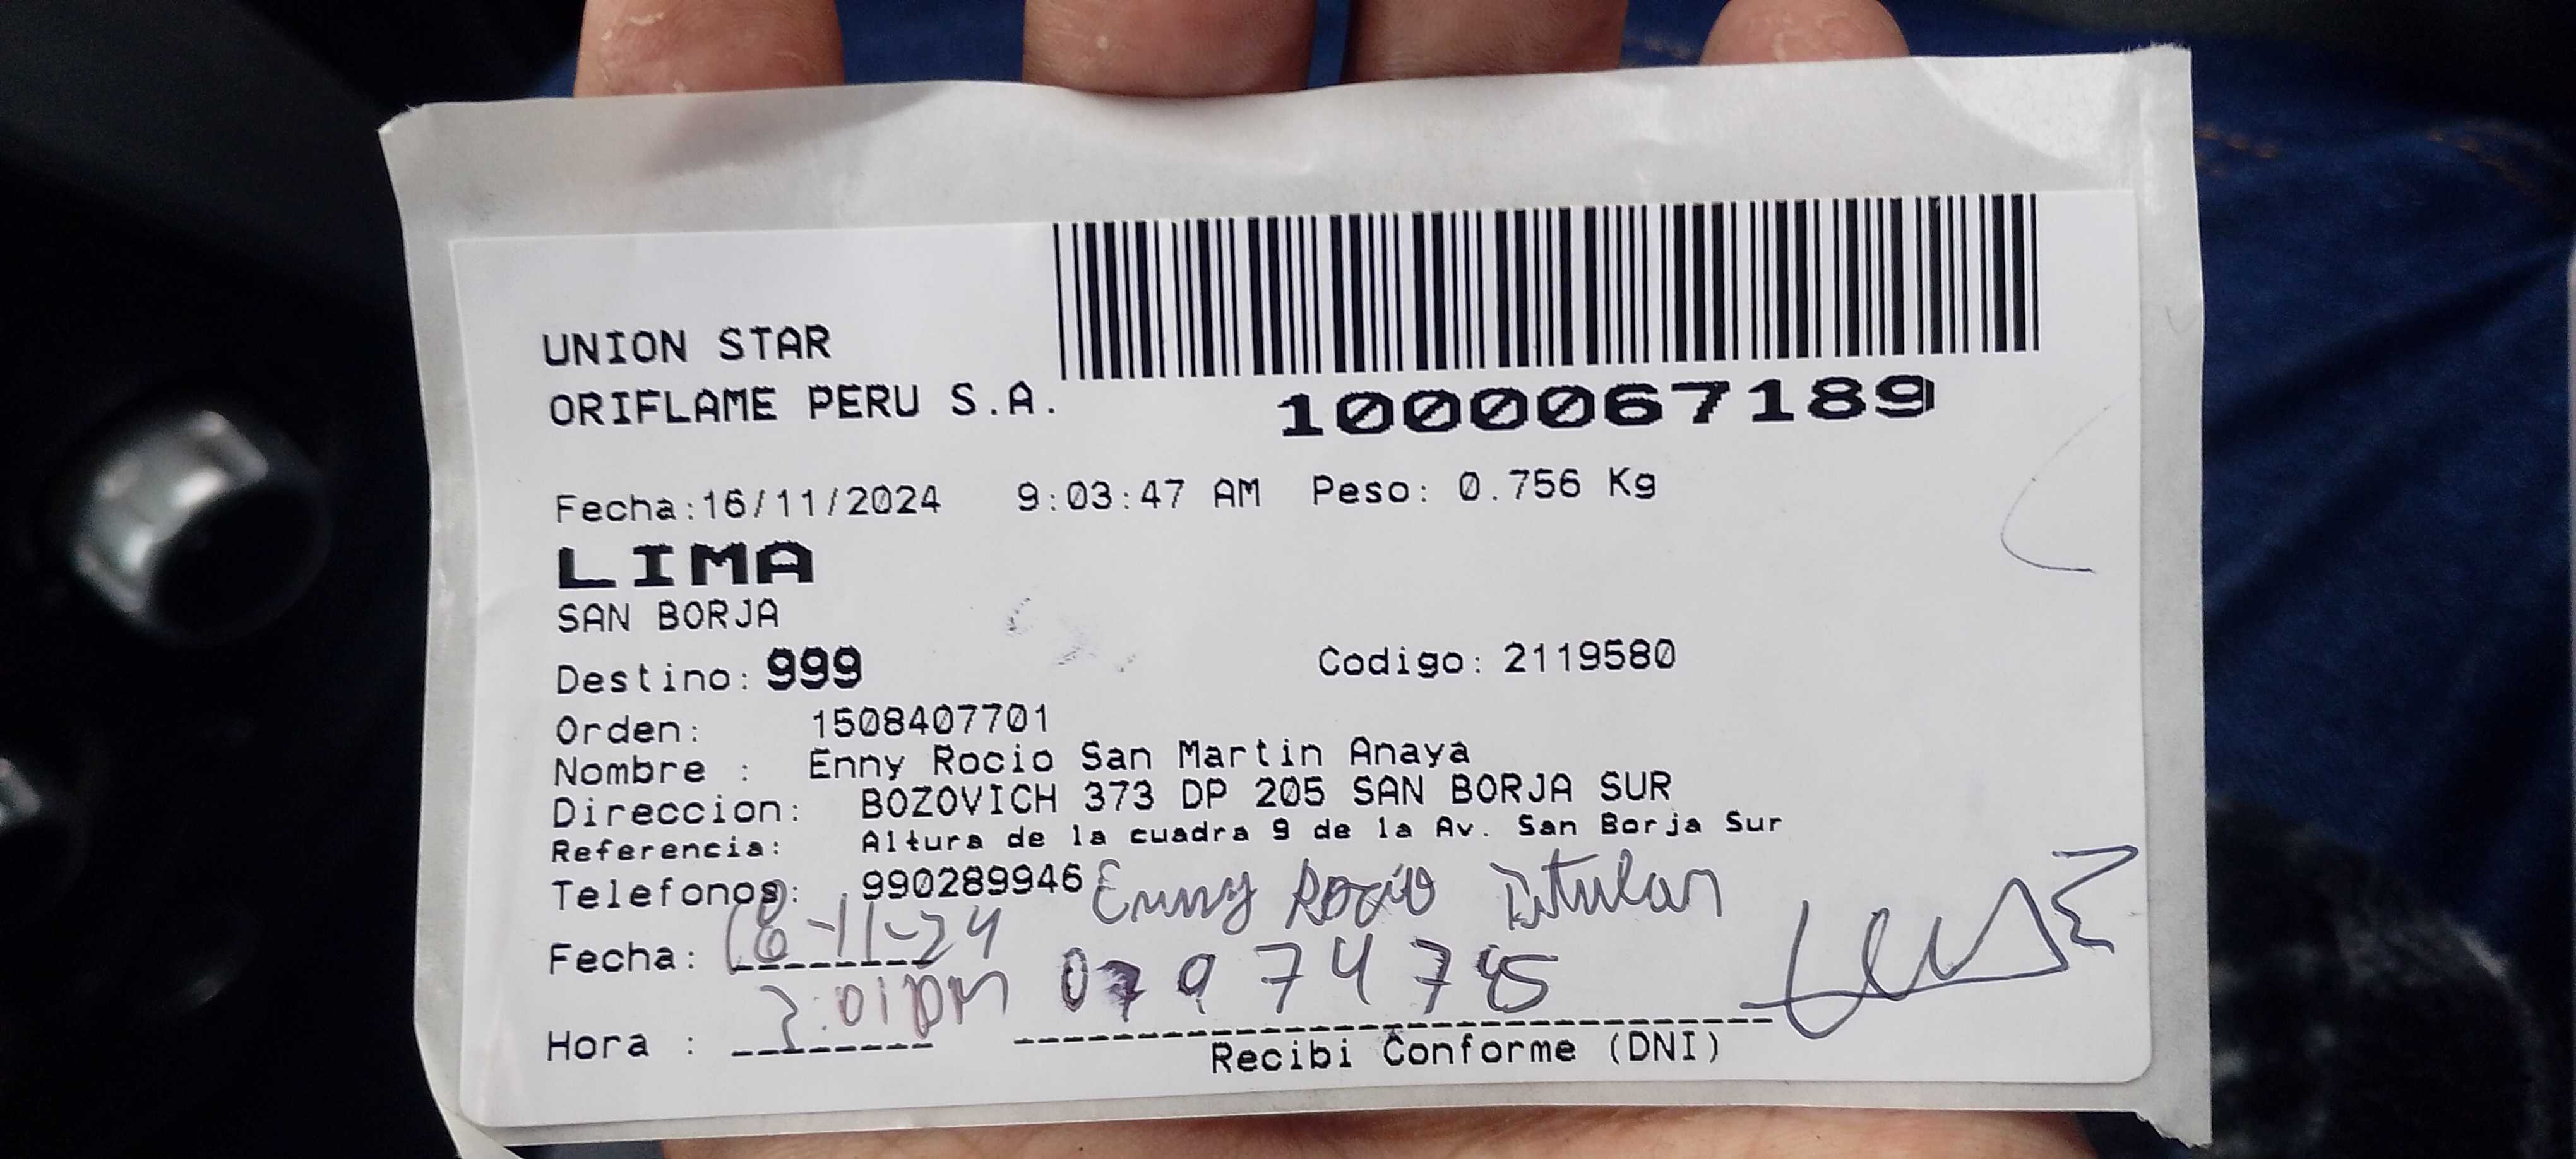 UNION STAR
ORIFLAME PERU S.A.
1000067189
Fecha:16/11/2024 9:03:47 AM Peso: 0.756 Kg
LIMA
SAN BORJA
Destino: 999 Codigo: 2119580
Orden: 1508407701
Nombre : Enny Rocio San Martin Anaya
Direccion: BOZOVICH 373 DP 205 SAN BORJA SUR
Referencia: Altura de la cuadra 9 de la Av. San Borja Sur
Telefonos: 990289946 Enny Rocio Titular
Fecha: -11-24
Hora : 3:01pm
Recibi Conforme (DNI)